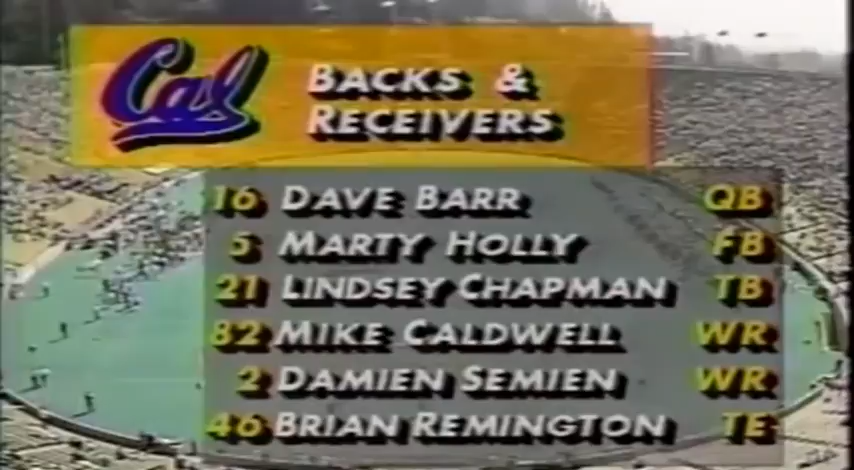 Cal
BACKS &
RECEIVERS
16 DAVE BARR QB
5 MARTY HOLLY FB
21 LINDSEY CHAPMAN TB
82 MIKE CALDWELL WR
2 DAMIEN SEMIEN WR
46 BRIAN REMINGTON TE